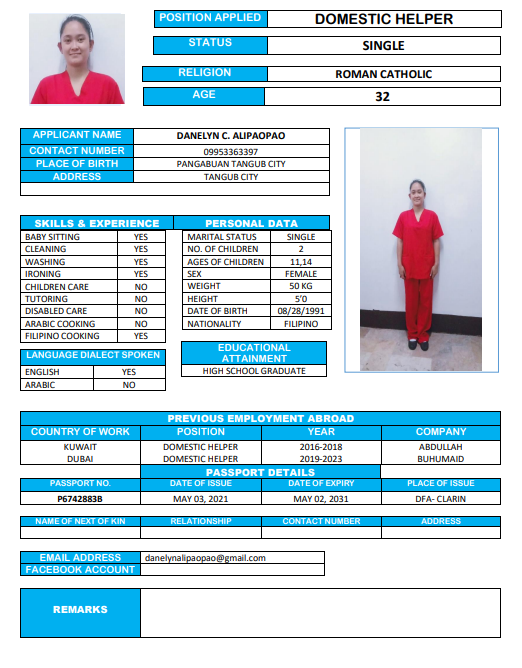 POSITION APPLIED DOMESTIC HELPER
STATUS SINGLE
RELIGION ROMAN CATHOLIC
AGE 32
APPLICANT NAME DANELYN C. ALIPAOPAO
CONTACT NUMBER 09953363397
PLACE OF BIRTH PANGABUAN TANGUB CITY
ADDRESS TANGUB CITY
SKILLS & EXPERIENCE PERSONAL DATA
BABY SITTING YES MARITAL STATUS SINGLE
CLEANING YES NO. OF CHILDREN 2
WASHING YES AGES OF CHILDREN 11,14
IRONING YES SEX FEMALE
CHILDREN CARE NO WEIGHT 50 KG
TUTORING NO HEIGHT 5'0
DISABLED CARE NO DATE OF BIRTH 08/28/1991
ARABIC COOKING NO NATIONALITY FILIPINO
FILIPINO COOKING YES
LANGUAGE DIALECT SPOKEN
ENGLISH YES
ARABIC NO
EDUCATIONAL
ATTAINMENT
HIGH SCHOOL GRADUATE
PREVIOUS EMPLOYMENT ABROAD
COUNTRY OF WORK POSITION YEAR COMPANY
KUWAIT DOMESTIC HELPER 2016-2018 ABDULLAH
DUBAI DOMESTIC HELPER 2019-2023 BUHUMAID
PASSPORT DETAILS
PASSPORT NO. DATE OF ISSUE DATE OF EXPIRY PLACE OF ISSUE
P6742883B MAY 03, 2021 MAY 02, 2031 DFA- CLARIN
NAME OF NEXT OF KIN RELATIONSHIP CONTACT NUMBER ADDRESS
EMAIL ADDRESS danelynalipaopao@gmail.com
FACEBOOK ACCOUNT
REMARKS